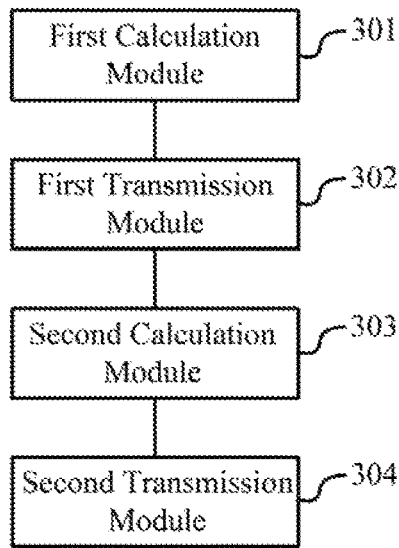 First Calculation
Module
301
First Transmission
Module
302
Second Calculation
Module
303
Second Transmission
Module
304